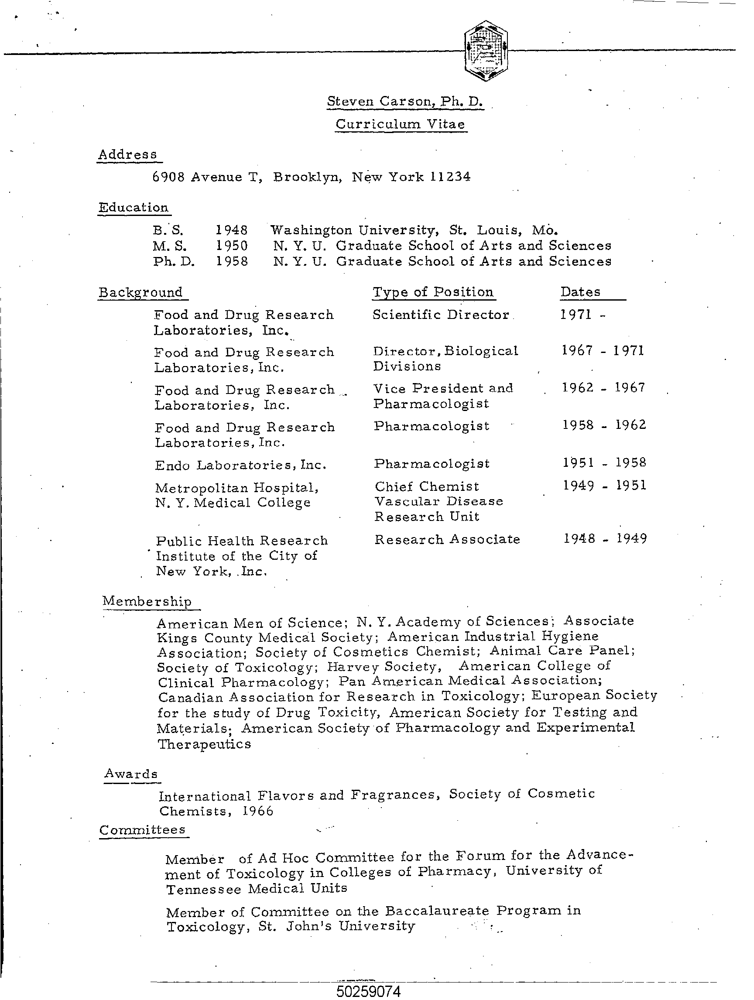 Steven Carson, Ph. D.
Curriculum Vitae
Address
6908 Avenue T, Brooklyn, New York 11234
Education
B. S. 1948 Washington University, St. Louis, Mo.
M. S. 1950 N. Y. U. Graduate School of Arts and Sciences
Ph. D. 1958 N. Y. U. Graduate School of Arts and Sciences
Background Type of Position Dates
Food and Drug Research Scientific Director 1971 -
Laboratories, Inc.
Food and Drug Research Director, Biological 1967 - 1971
Laboratories, Inc. Divisions
Food and Drug Research Vice President and 1962 - 1967
Laboratories, Inc. Pharmacologist
Food and Drug Research Pharmacologist 1958 - 1962
Laboratories, Inc.
Endo Laboratories, Inc. Pharmacologist 1951 - 1958
Metropolitan Hospital, Chief Chemist 1949 - 1951
N. Y. Medical College Vascular Disease
Research Unit
Public Health Research Research Associate 1948 - 1949
Institute of the City of
New York, Inc.
Membership
American Men of Science; N. Y. Academy of Sciences; Associate
Kings County Medical Society; American Industrial Hygiene
Association; Society of Cosmetics Chemist; Animal Care Panel;
Society of Toxicology; Harvey Society, American College of
Clinical Pharmacology; Pan American Medical Association;
Canadian Association for Research in Toxicology; European Society
for the study of Drug Toxicity, American Society for Testing and
Materials; American Society of Pharmacology and Experimental
Therapeutics
Awards
International Flavors and Fragrances, Society of Cosmetic
Chemists, 1966
Committees
Member of Ad Hoc Committee for the Forum for the Advance-
ment of Toxicology in Colleges of Pharmacy, University of
Tennessee Medical Units
Member of Committee on the Baccalaureate Program in
Toxicology, St. John's University
50259074